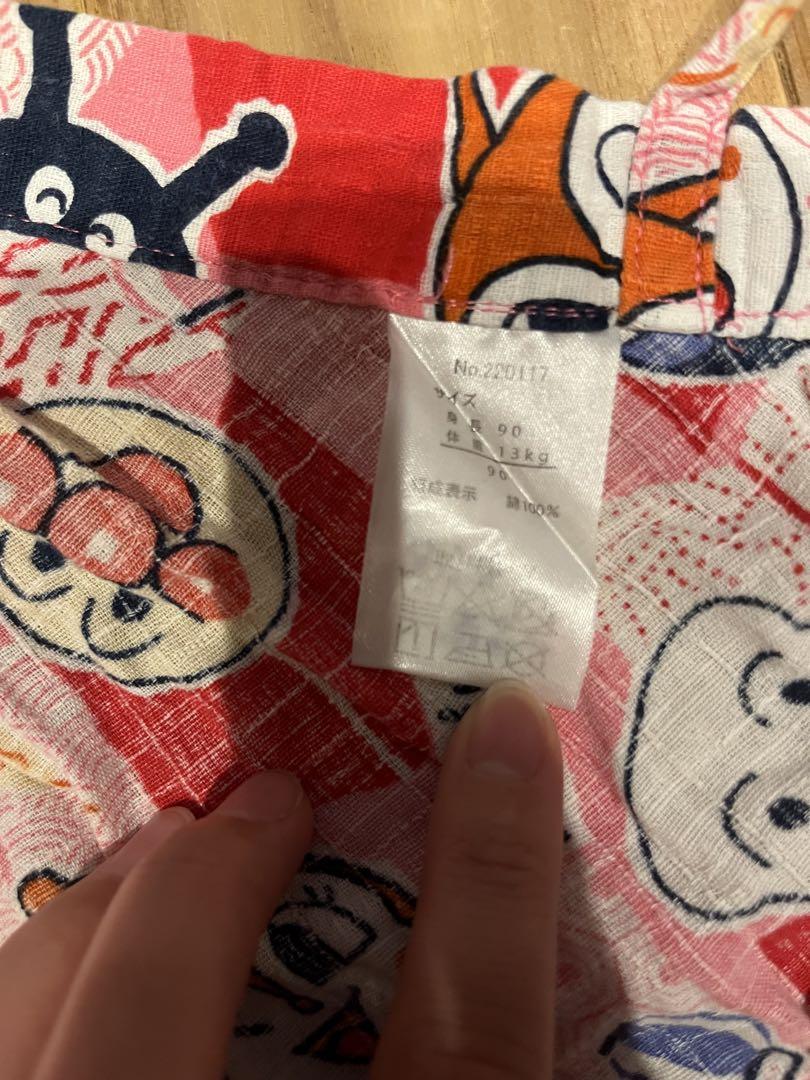 No.220117
サイズ
身長 90
体重 13kg
90
組成表示 綿100%